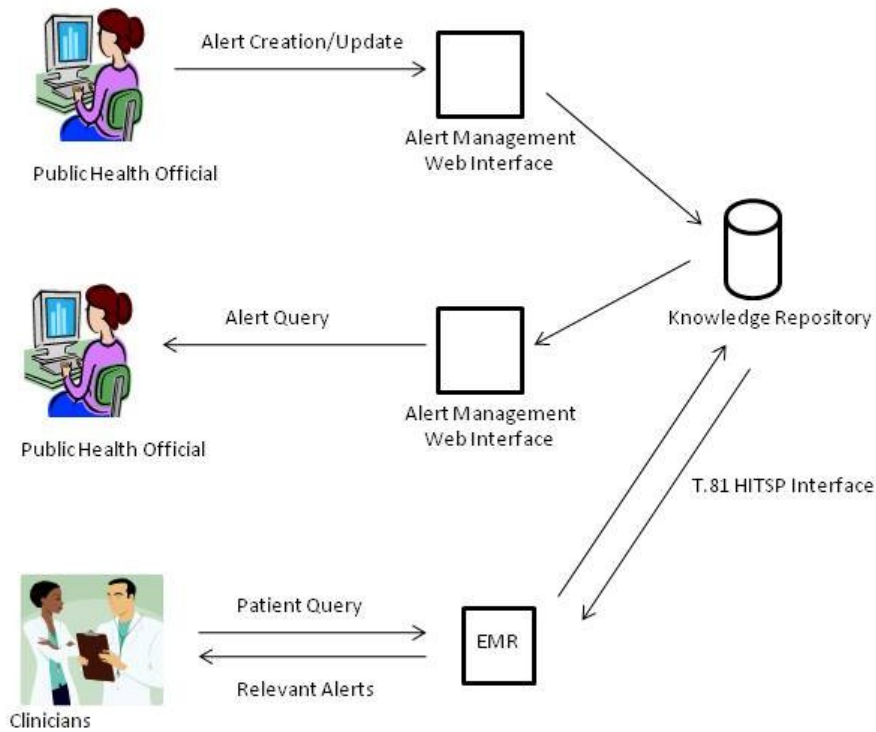 Alert Creation/Update
Alert Management
Web Interface
Public Health Official
Knowledge Repository
Alert Query
Alert Management
Web Interface
Public Health Official
T.81 HITSP Interface
Patient Query
EMR
Relevant Alerts
Clinicians